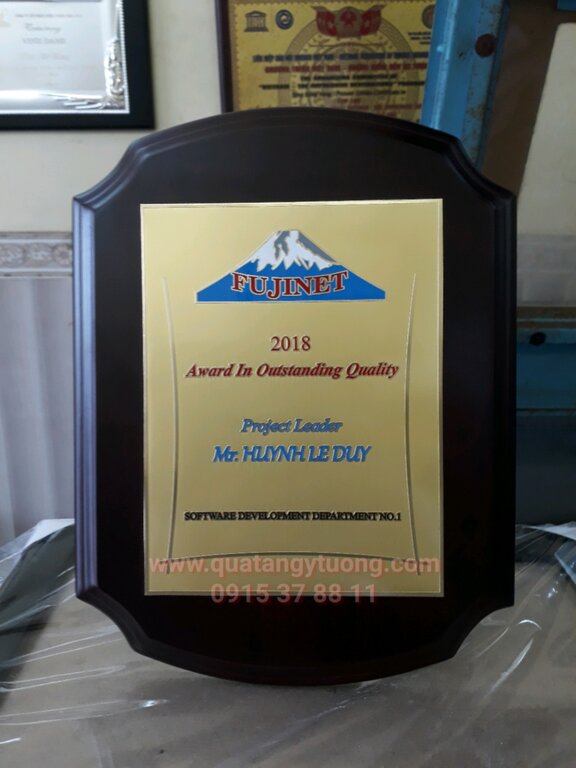 FUJINET
2018
Award In Outstanding Quality
Project Leader
Mr. HUYNH LE DUY
SOFTWARE DEVELOPMENT DEPARTMENT NO.1
www.quatangytuong.com
0915 37 88 11